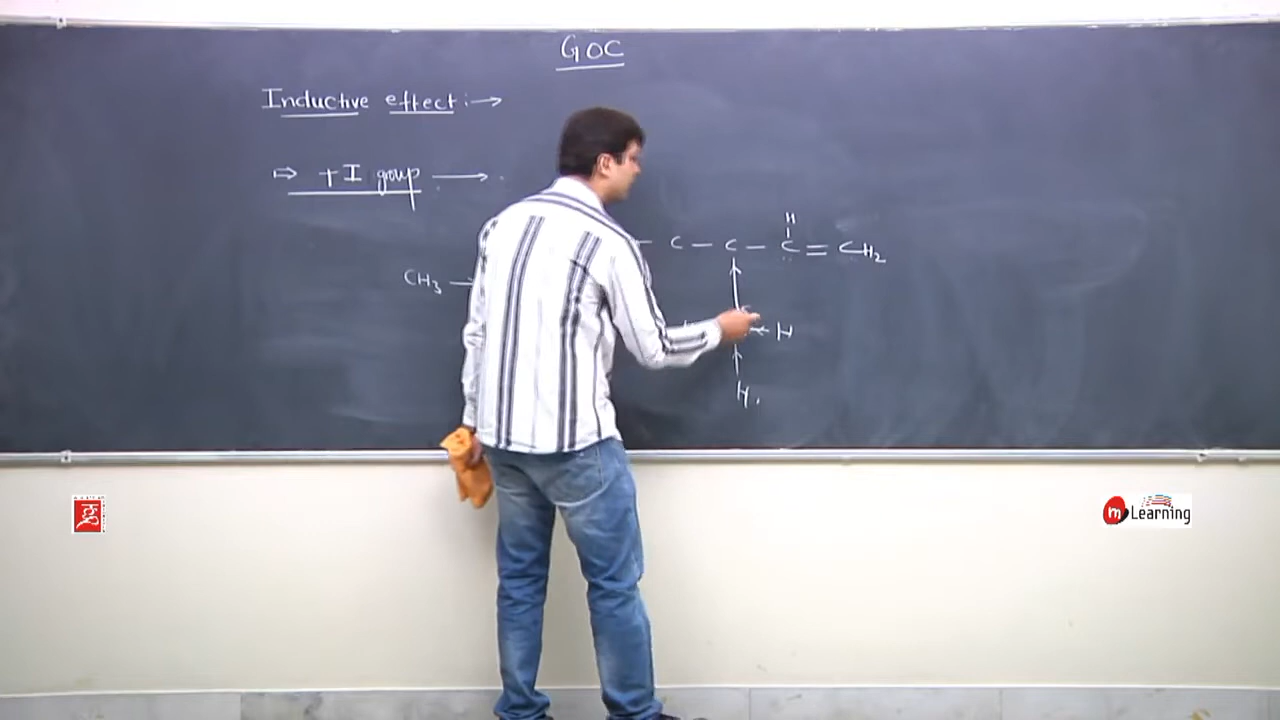 GOC
Inductive effect :→
⇒ +I group →
H
— C — C — C = CH2
CH3 —
H
H
m Learning